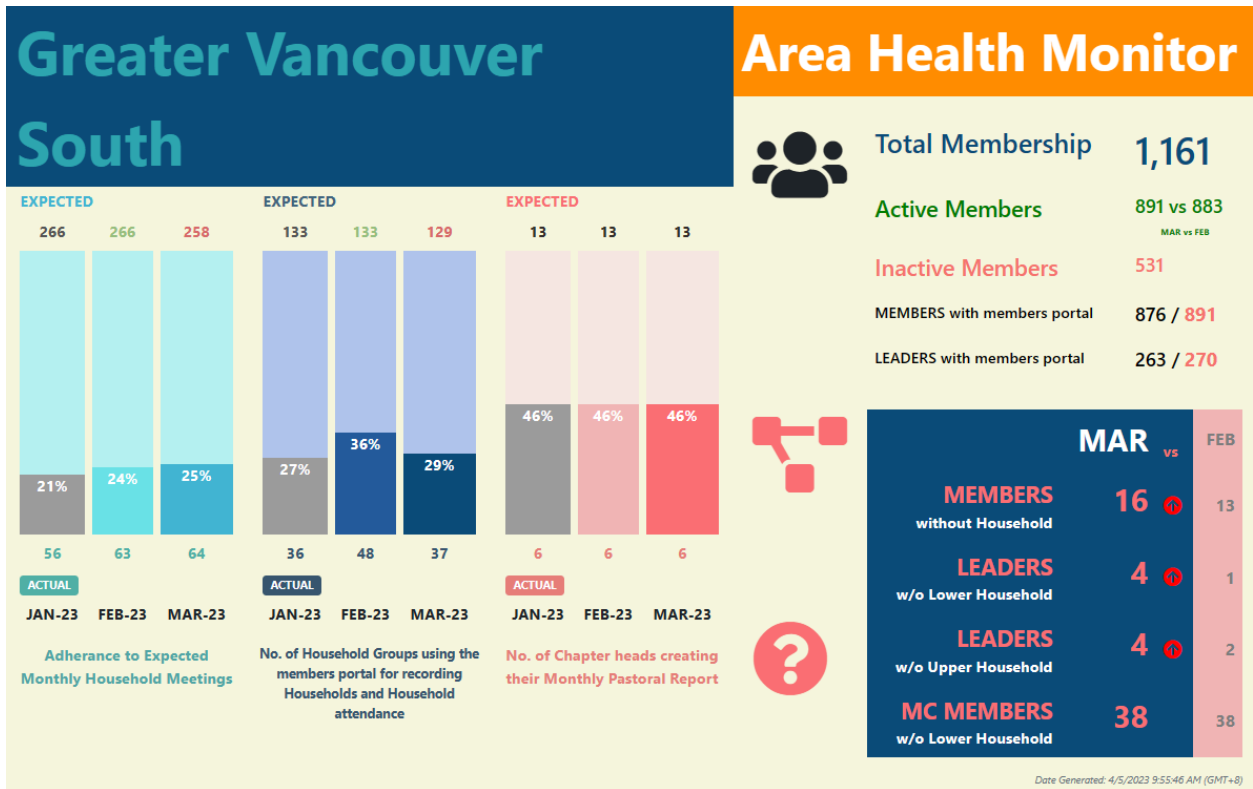 Greater Vancouver
South
Area Health Monitor
EXPECTED
266 266 258
21% 24% 25%
56 63 64
ACTUAL
JAN-23 FEB-23 MAR-23
Adherance to Expected
Monthly Household Meetings
EXPECTED
133 133 129
27% 36% 29%
36 48 37
ACTUAL
JAN-23 FEB-23 MAR-23
No. of Household Groups using the
members portal for recording
Households and Household
attendance
EXPECTED
13 13 13
46% 46% 46%
6 6 6
ACTUAL
JAN-23 FEB-23 MAR-23
No. of Chapter heads creating
their Monthly Pastoral Report
Total Membership 1,161
Active Members 891 vs 883
MAR vs FEB
Inactive Members 531
MEMBERS with members portal 876 / 891
LEADERS with members portal 263 / 270
?
MAR vs FEB
MEMBERS 16 13
without Household
LEADERS 4 1
w/o Lower Household
LEADERS 4 2
w/o Upper Household
MC MEMBERS 38 38
w/o Lower Household
Date Generated: 4/5/2023 9:55:46 AM (GMT+8)